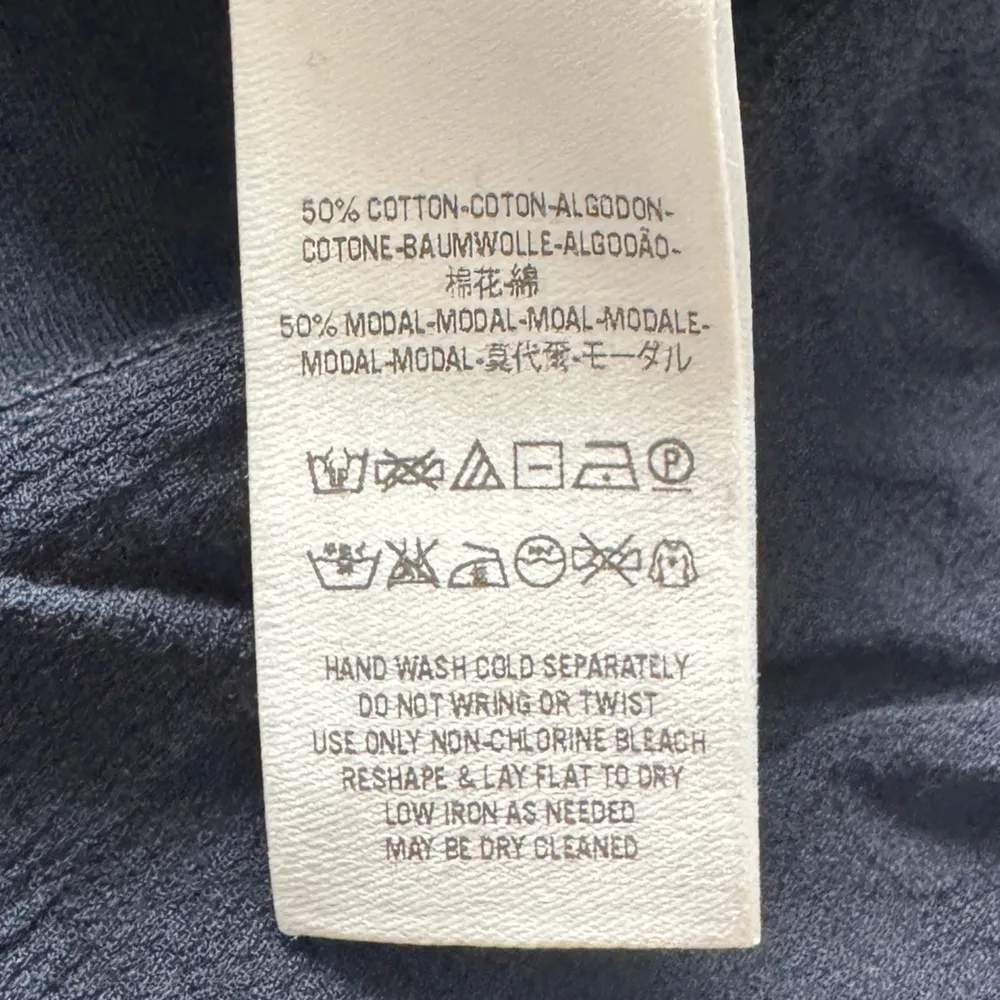 50% COTTON-COTON-ALGODON-
COTONE-BAUMWOLLE-ALGODÃO-
棉花-綿
50% MODAL-MODAL-MOAL-MODALE-
MODAL-MODAL-莫代爾-モーダル
P
HAND WASH COLD SEPARATELY
DO NOT WRING OR TWIST
USE ONLY NON-CHLORINE BLEACH
RESHAPE & LAY FLAT TO DRY
LOW IRON AS NEEDED
MAY BE DRY CLEANED